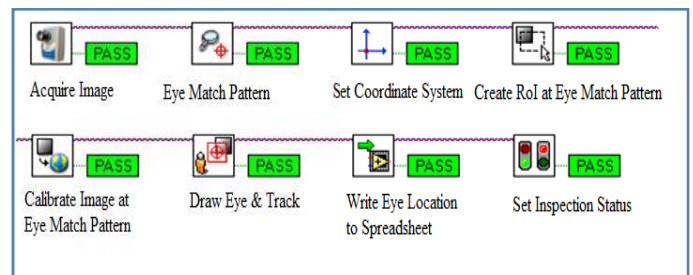 PASS PASS PASS PASS
Acquire Image Eye Match Pattern Set Coordinate System Create RoI at Eye Match Pattern
PASS PASS PASS PASS
Calibrate Image at Draw Eye & Track Write Eye Location Set Inspection Status
Eye Match Pattern to Spreadsheet